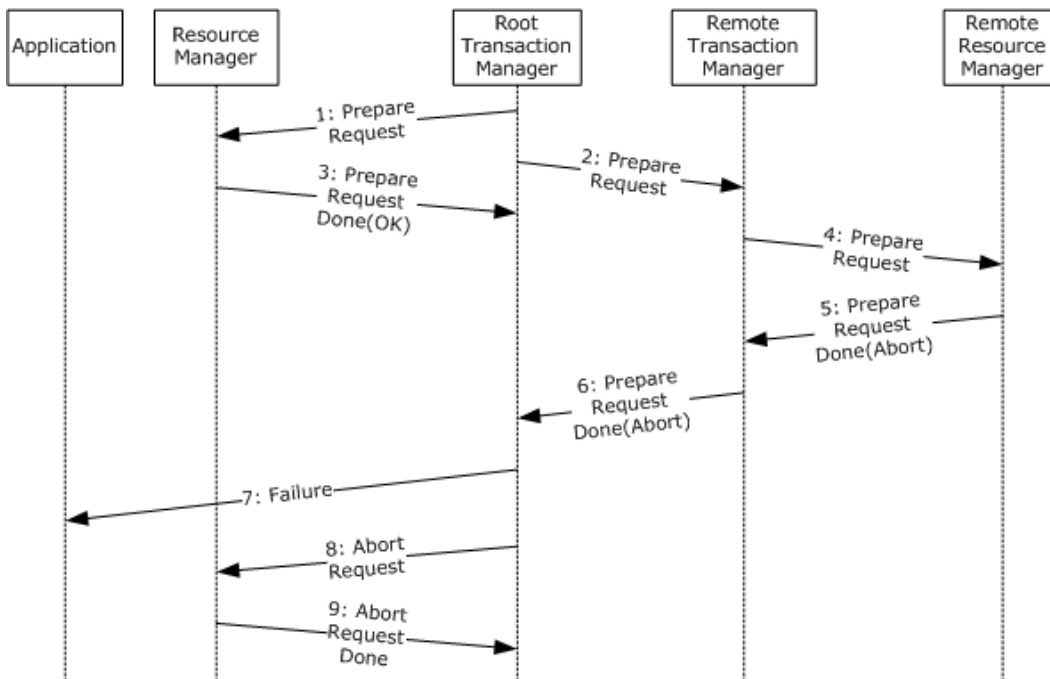 Application
Resource
Manager
Root
Transaction
Manager
Remote
Transaction
Manager
Remote
Resource
Manager
1: Prepare
Request
2: Prepare
Request
3: Prepare
Request
Done(OK)
4: Prepare
Request
5: Prepare
Request
Done(Abort)
6: Prepare
Request
Done(Abort)
7: Failure
8: Abort
Request
9: Abort
Request
Done